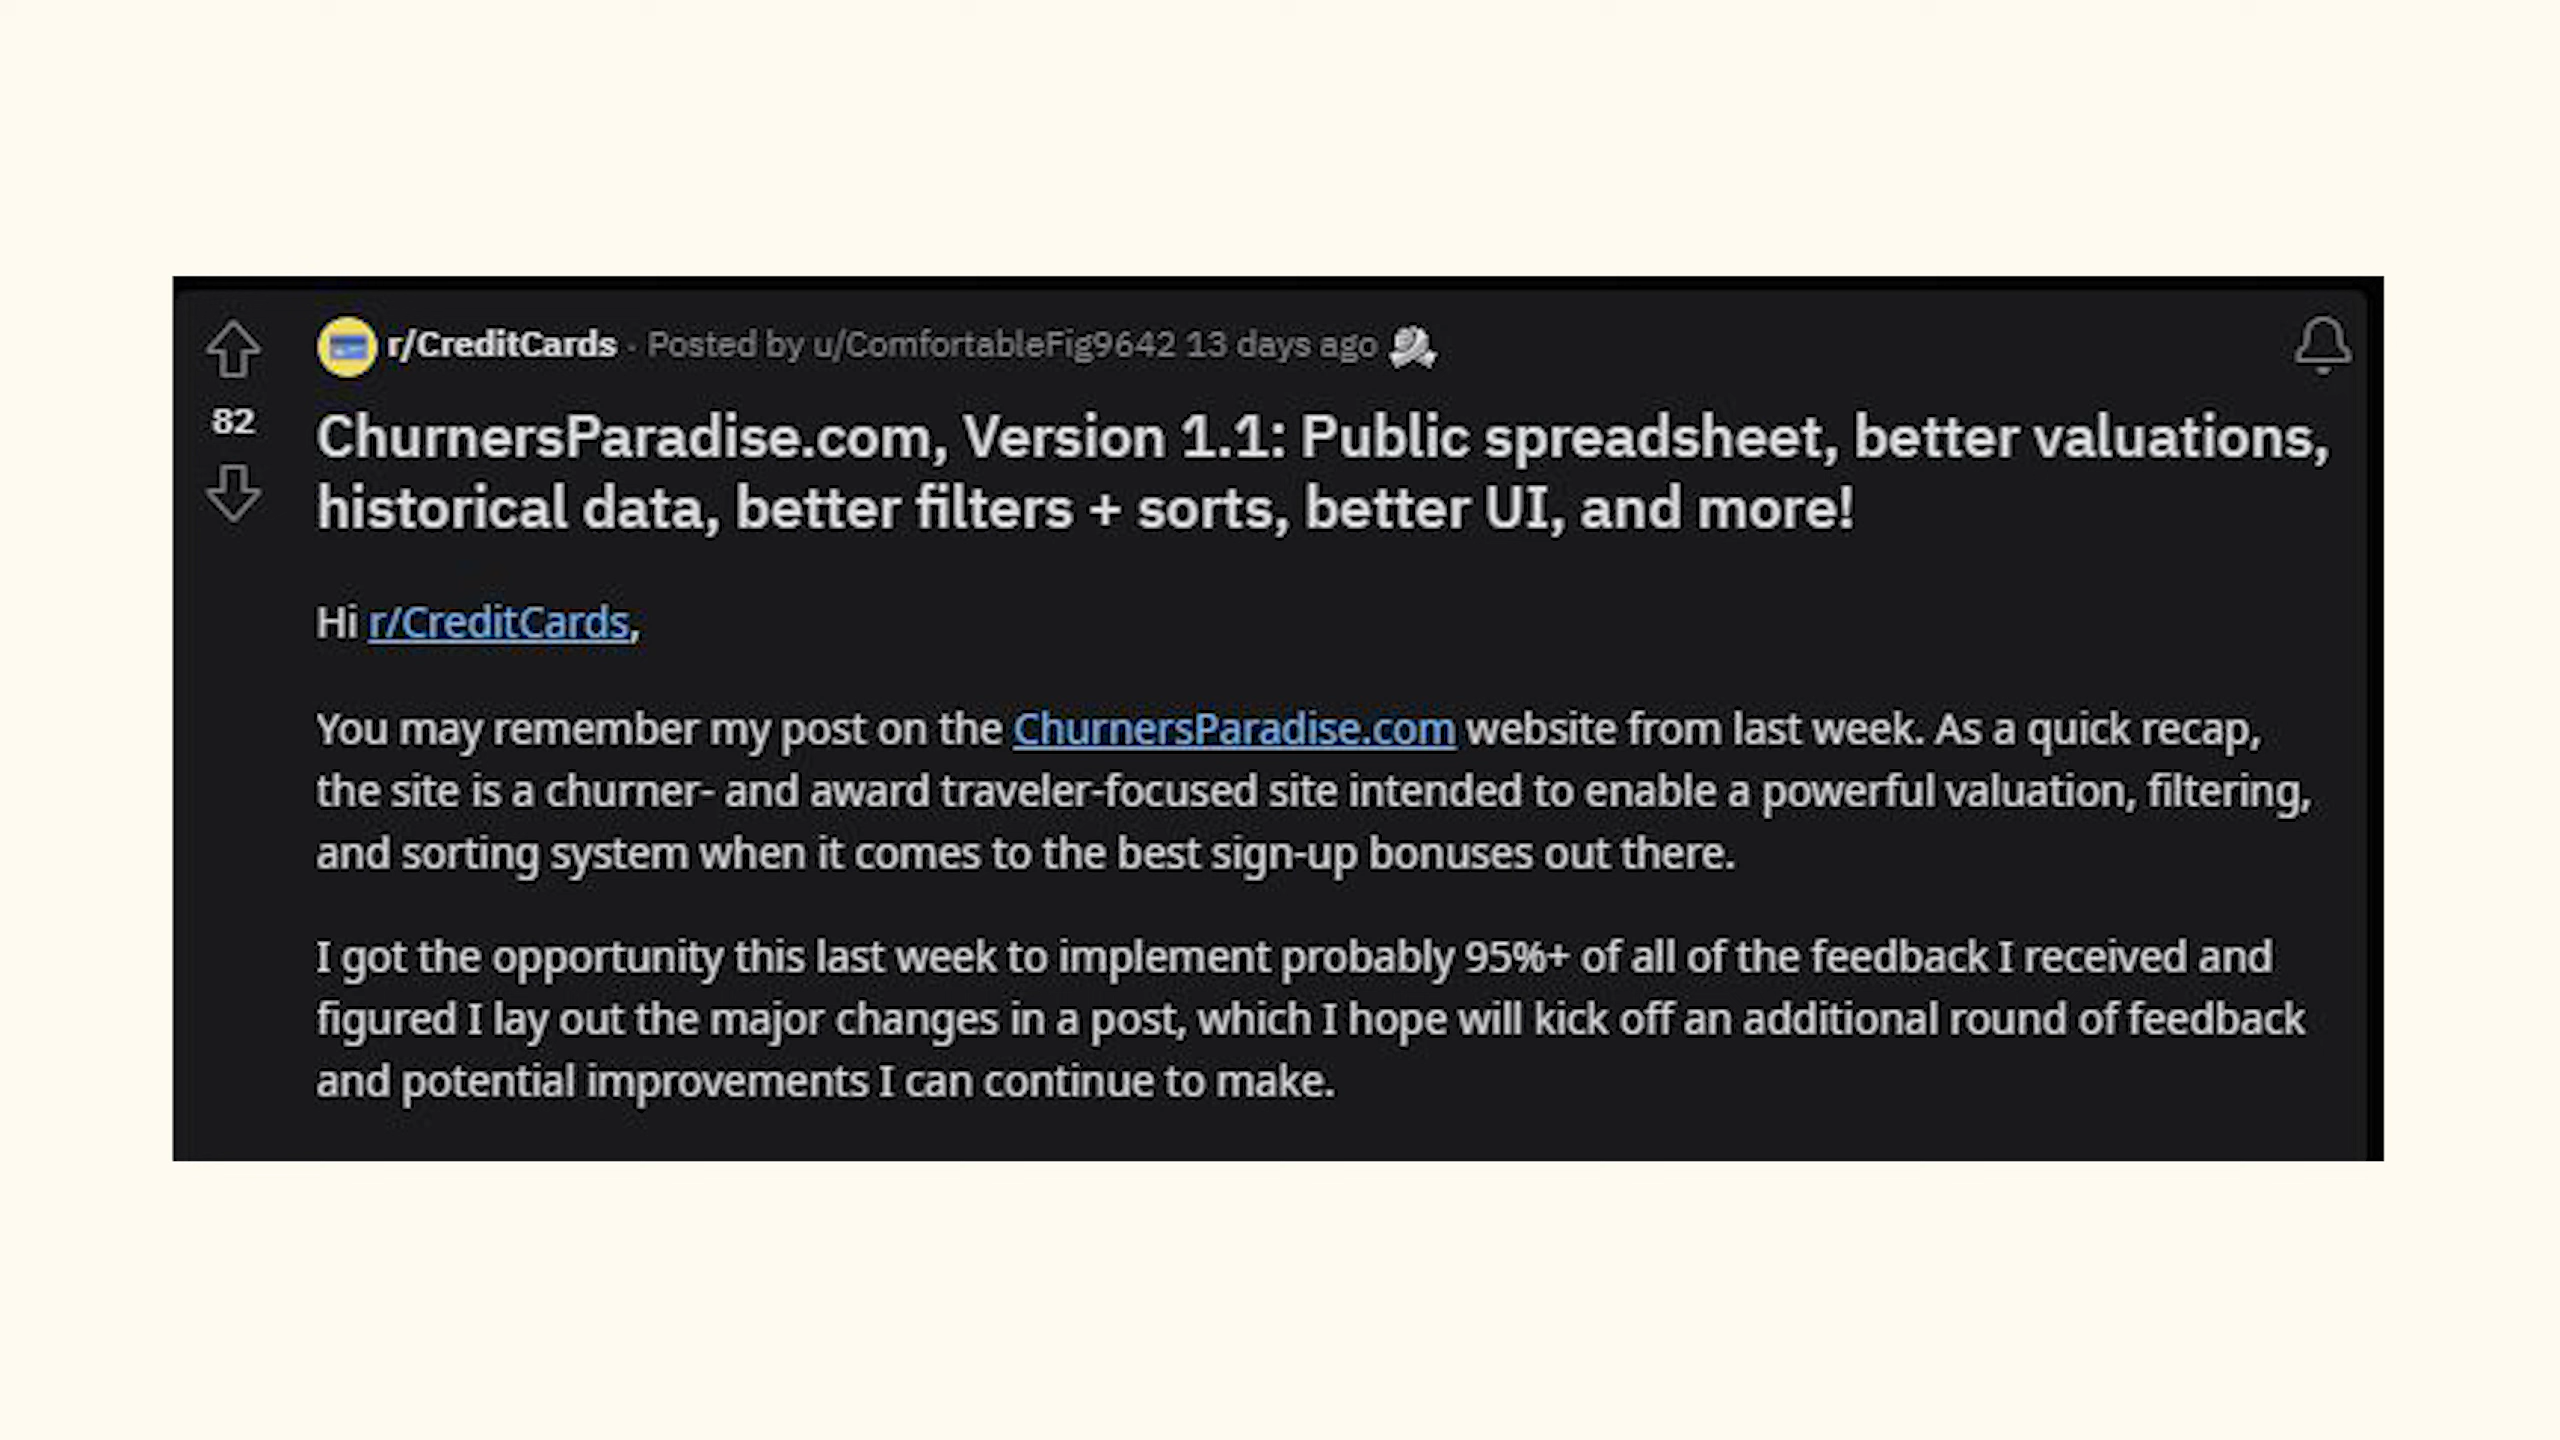 r/CreditCards · Posted by u/ComfortableFig9642 13 days ago
82
ChurnersParadise.com, Version 1.1: Public spreadsheet, better valuations,
historical data, better filters + sorts, better UI, and more!
Hi r/CreditCards,
You may remember my post on the ChurnersParadise.com website from last week. As a quick recap,
the site is a churner- and award traveler-focused site intended to enable a powerful valuation, filtering,
and sorting system when it comes to the best sign-up bonuses out there.
I got the opportunity this last week to implement probably 95%+ of all of the feedback I received and
figured I lay out the major changes in a post, which I hope will kick off an additional round of feedback
and potential improvements I can continue to make.